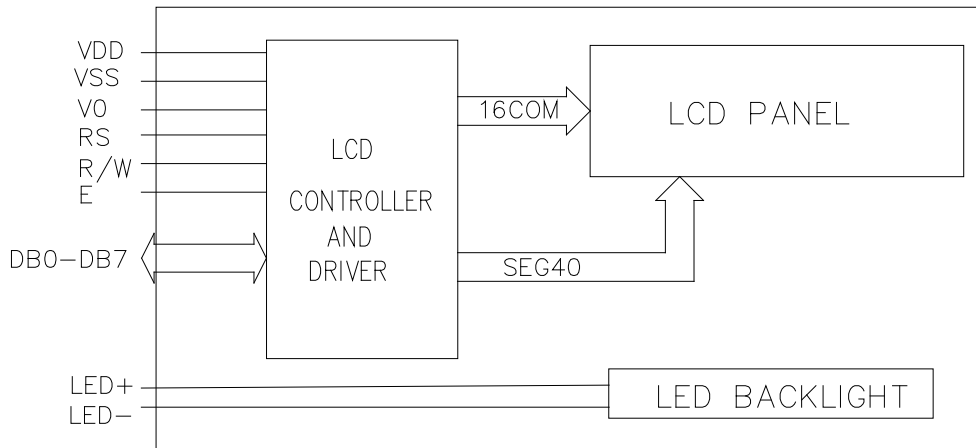 VDD
VSS
V0
RS
R/W
E
DB0-DB7
LED+
LED-
LCD
CONTROLLER
AND
DRIVER
16COM
SEG40
LCD PANEL
LED BACKLIGHT